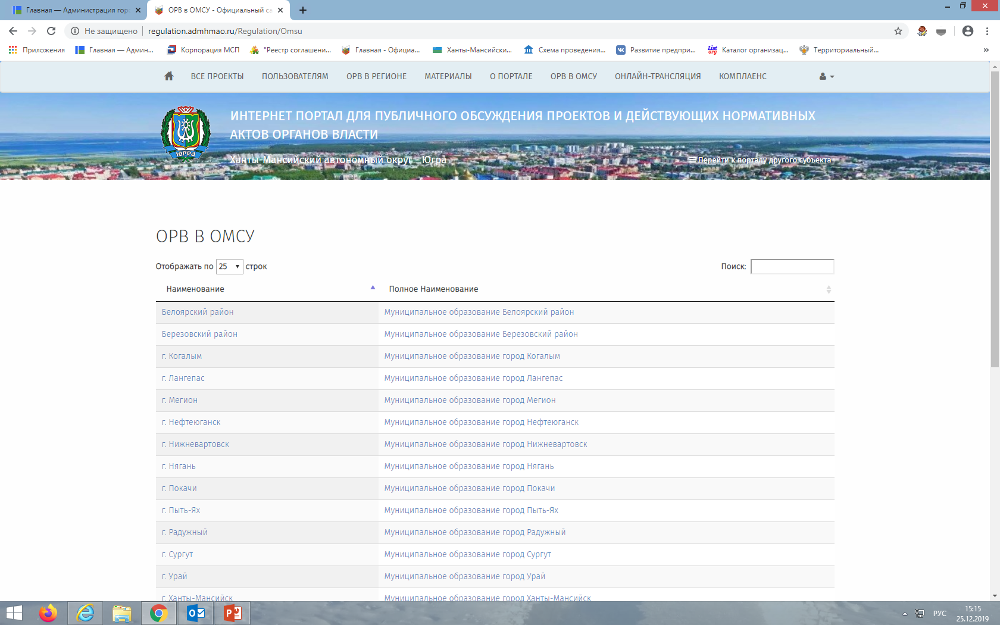 Главная — Администрация горо
ОРВ в ОМСУ - Официальный са
Не защищено
regulation.admhmao.ru/Regulation/Omsu
Приложения
Главная — Админ...
Корпорация МСП
"Реестр соглашени...
Главная - Официа...
Ханты-Мансийски...
Схема проведения...
Развитие предпри...
List org
Каталог организац...
Территориальный...
»
ВСЕ ПРОЕКТЫ
ПОЛЬЗОВАТЕЛЯМ
ОРВ В РЕГИОНЕ
МАТЕРИАЛЫ
О ПОРТАЛЕ
ОРВ В ОМСУ
ОНЛАЙН-ТРАНСЛЯЦИЯ
КОМПЛАЕНС
ИНТЕРНЕТ ПОРТАЛ ДЛЯ ПУБЛИЧНОГО ОБСУЖДЕНИЯ ПРОЕКТОВ И ДЕЙСТВУЮЩИХ НОРМАТИВНЫХ
АКТОВ ОРГАНОВ ВЛАСТИ
ЮГРА
Ханты-Мансийский автономный округ - Югра
Перейти к порталу другого субъекта
ОРВ В ОМСУ
Отображать по 25 строк
Поиск:
Наименование Полное Наименование
Белоярский район Муниципальное образование Белоярский район
Березовский район Муниципальное образование Березовский район
г. Когалым Муниципальное образование город Когалым
г. Лангепас Муниципальное образование город Лангепас
г. Мегион Муниципальное образование город Мегион
г. Нефтеюганск Муниципальное образование город Нефтеюганск
г. Нижневартовск Муниципальное образование город Нижневартовск
г. Нягань Муниципальное образование город Нягань
г. Покачи Муниципальное образование город Покачи
г. Пыть-Ях Муниципальное образование город Пыть-Ях
г. Радужный Муниципальное образование город Радужный
г. Сургут Муниципальное образование город Сургут
г. Урай Муниципальное образование город Урай
г. Ханты-Мансийск Муниципальное образование город Ханты-Мансийск
РУС
15:15
25.12.2019